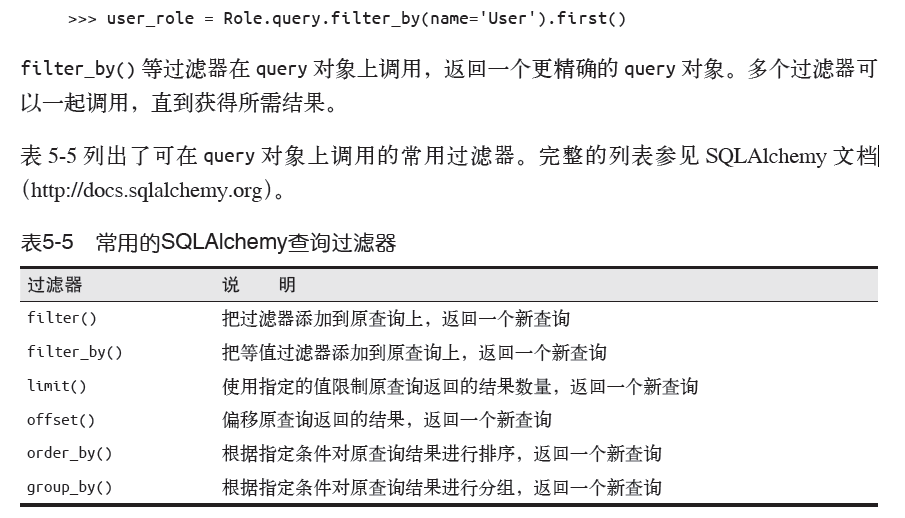 >>> user_role = Role.query.filter_by(name='User').first()
filter_by() 等过滤器在 query 对象上调用，返回一个更精确的 query 对象。多个过滤器可
以一起调用，直到获得所需结果。
表 5-5 列出了可在 query 对象上调用的常用过滤器。完整的列表参见 SQLAlchemy 文档
（http://docs.sqlalchemy.org）。
表5-5 常用的SQLAlchemy查询过滤器
过滤器 说 明
filter() 把过滤器添加到原查询上，返回一个新查询
filter_by() 把等值过滤器添加到原查询上，返回一个新查询
limit() 使用指定的值限制原查询返回的结果数量，返回一个新查询
offset() 偏移原查询返回的结果，返回一个新查询
order_by() 根据指定条件对原查询结果进行排序，返回一个新查询
group_by() 根据指定条件对原查询结果进行分组，返回一个新查询